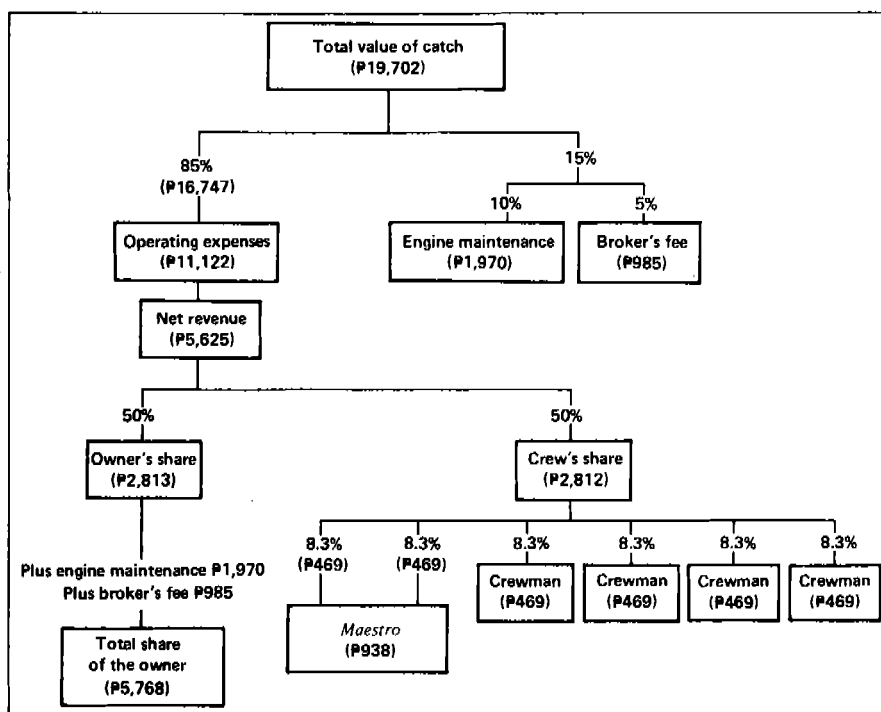 Total value of catch
(₱19,702)
85%
(₱16,747)
15%
10%
5%
Operating expenses
(₱11,122)
Engine maintenance
(₱1,970)
Broker's fee
(₱985)
Net revenue
(₱5,625)
50%
50%
Owner's share
(₱2,813)
Crew's share
(₱2,812)
8.3%
(₱469)
8.3%
(₱469)
8.3%
8.3%
8.3%
8.3%
Plus engine maintenance ₱1,970
Plus broker's fee ₱985
Maestro
(₱938)
Crewman
(₱469)
Crewman
(₱469)
Crewman
(₱469)
Crewman
(₱469)
Total share
of the owner
(₱5,768)